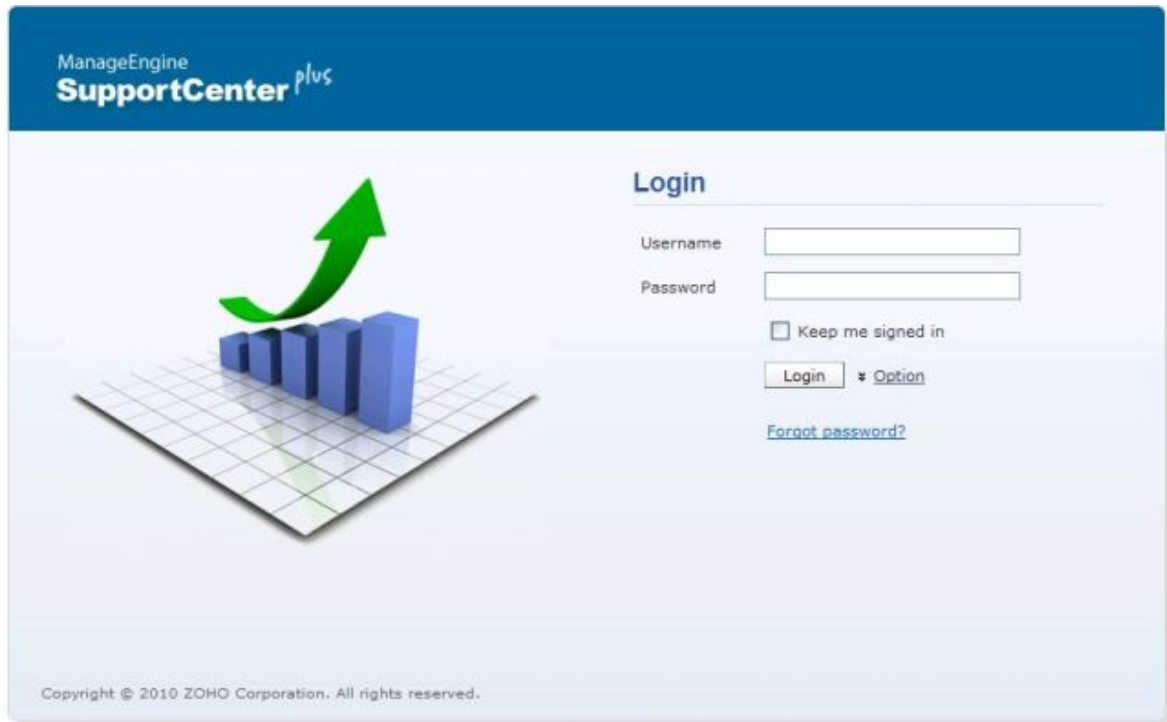 ManageEngine
SupportCenter plus
Login
Username
Password
Keep me signed in
Login Option
Forgot password?
Copyright © 2010 ZOHO Corporation. All rights reserved.